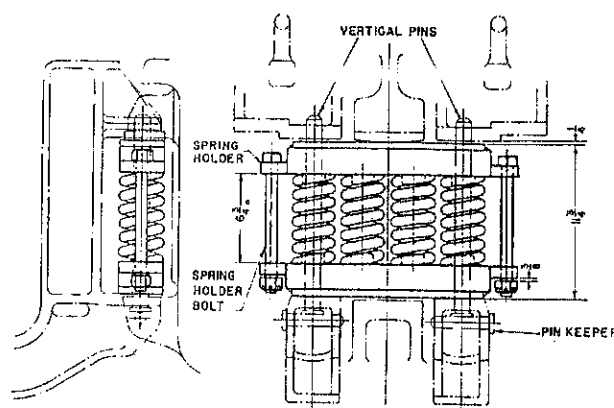 VERTICAL PINS
SPRING
HOLDER
SPRING
HOLDER
BOLT
PIN KEEPER